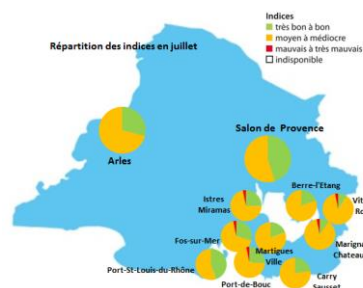 Indices
très bon à bon
moyen à médiocre
mauvais à très mauvais
indisponible
Répartition des indices en juillet
Salon de Provence
Arles
Berre-l'Etang
Istres
Miramas
Fos-sur-Mer
Martigues
Ville
Port-St-Louis-du-Rhône
Port-de-Bouc
Carry
Sausset